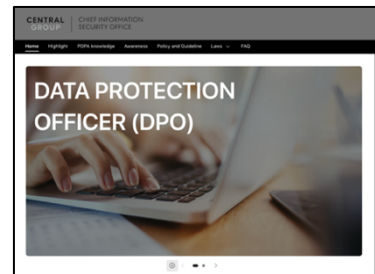 CENTRAL GROUP
CHIEF INFORMATION SECURITY OFFICE
Home Highlight PDPA knowledge Awareness Policy and Guideline Laws FAQ
DATA PROTECTION
OFFICER (DPO)